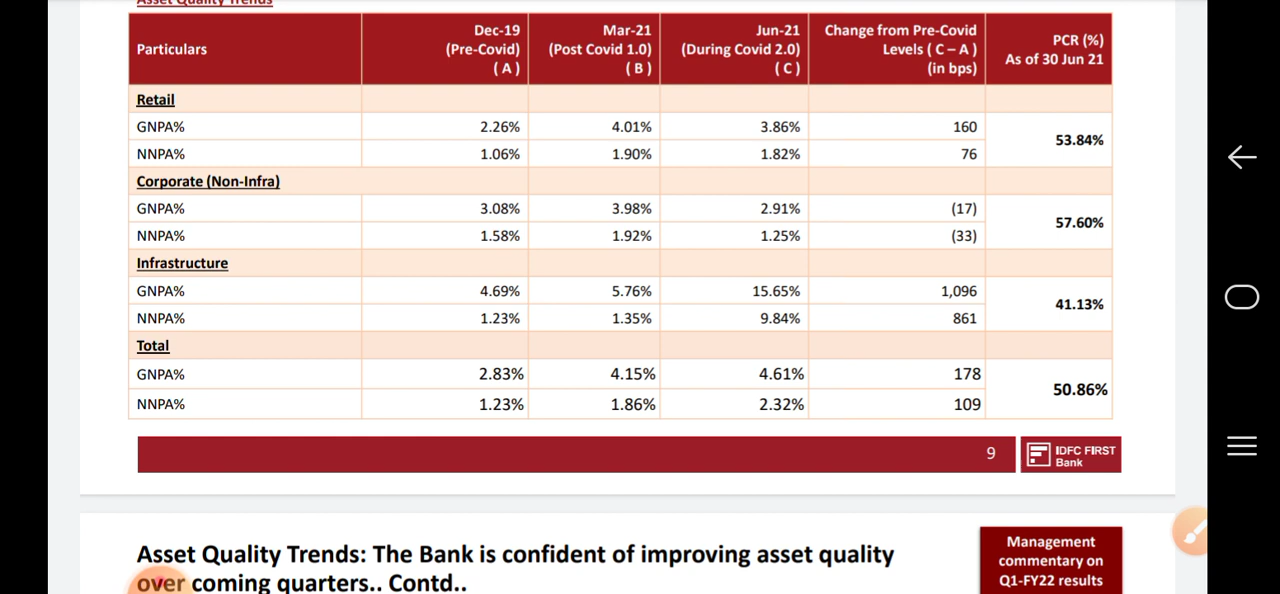 Asset Quality Trends
Particulars Dec-19 (Pre-Covid) ( A ) Mar-21 (Post Covid 1.0) ( B ) Jun-21 (During Covid 2.0) ( C ) Change from Pre-Covid Levels ( C – A ) (in bps) PCR (%) As of 30 Jun 21
Retail
GNPA% 2.26% 4.01% 3.86% 160
53.84%
NNPA% 1.06% 1.90% 1.82% 76
Corporate (Non-Infra)
GNPA% 3.08% 3.98% 2.91% (17)
57.60%
NNPA% 1.58% 1.92% 1.25% (33)
Infrastructure
GNPA% 4.69% 5.76% 15.65% 1,096
41.13%
NNPA% 1.23% 1.35% 9.84% 861
Total
GNPA% 2.83% 4.15% 4.61% 178
50.86%
NNPA% 1.23% 1.86% 2.32% 109
9
IDFC FIRST
Bank
Asset Quality Trends: The Bank is confident of improving asset quality
over coming quarters.. Contd..
Management
commentary on
Q1-FY22 results